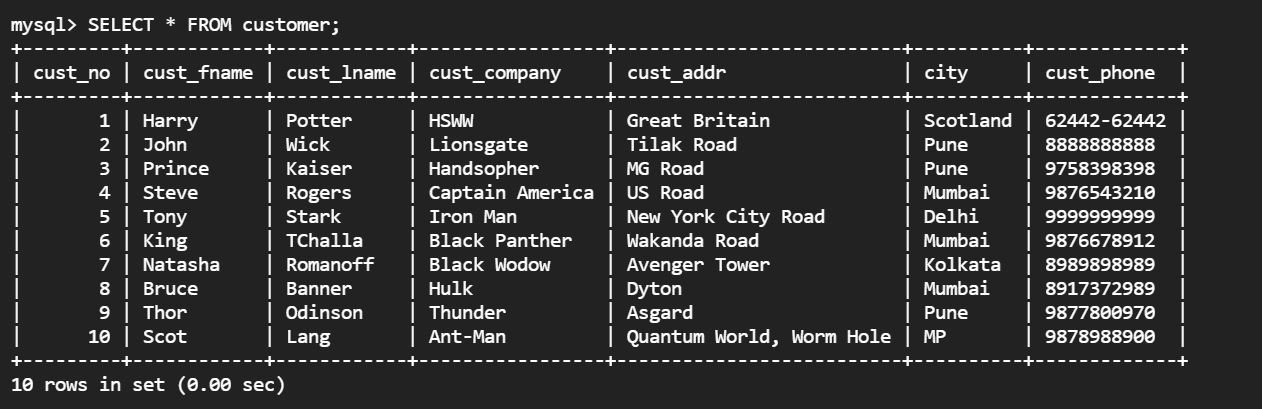 mysql> SELECT * FROM customer;
+---------+------------+------------+-----------------+--------------------------+----------+-------------+
| cust_no | cust_fname | cust_lname | cust_company    | cust_addr                | city     | cust_phone  |
+---------+------------+------------+-----------------+--------------------------+----------+-------------+
|       1 | Harry      | Potter     | HSWW            | Great Britain            | Scotland | 62442-62442 |
|       2 | John       | Wick       | Lionsgate       | Tilak Road               | Pune     | 8888888888  |
|       3 | Prince     | Kaiser     | Handsopher      | MG Road                  | Pune     | 9758398398  |
|       4 | Steve      | Rogers     | Captain America | US Road                  | Mumbai   | 9876543210  |
|       5 | Tony       | Stark      | Iron Man        | New York City Road       | Delhi    | 9999999999  |
|       6 | King       | TChalla    | Black Panther   | Wakanda Road             | Mumbai   | 9876678912  |
|       7 | Natasha    | Romanoff   | Black Wodow     | Avenger Tower            | Kolkata  | 8989898989  |
|       8 | Bruce      | Banner     | Hulk            | Dyton                    | Mumbai   | 8917372989  |
|       9 | Thor       | Odinson    | Thunder         | Asgard                   | Pune     | 9877800970  |
|      10 | Scot       | Lang       | Ant-Man         | Quantum World, Worm Hole | MP       | 9878988900  |
+---------+------------+------------+-----------------+--------------------------+----------+-------------+
10 rows in set (0.00 sec)